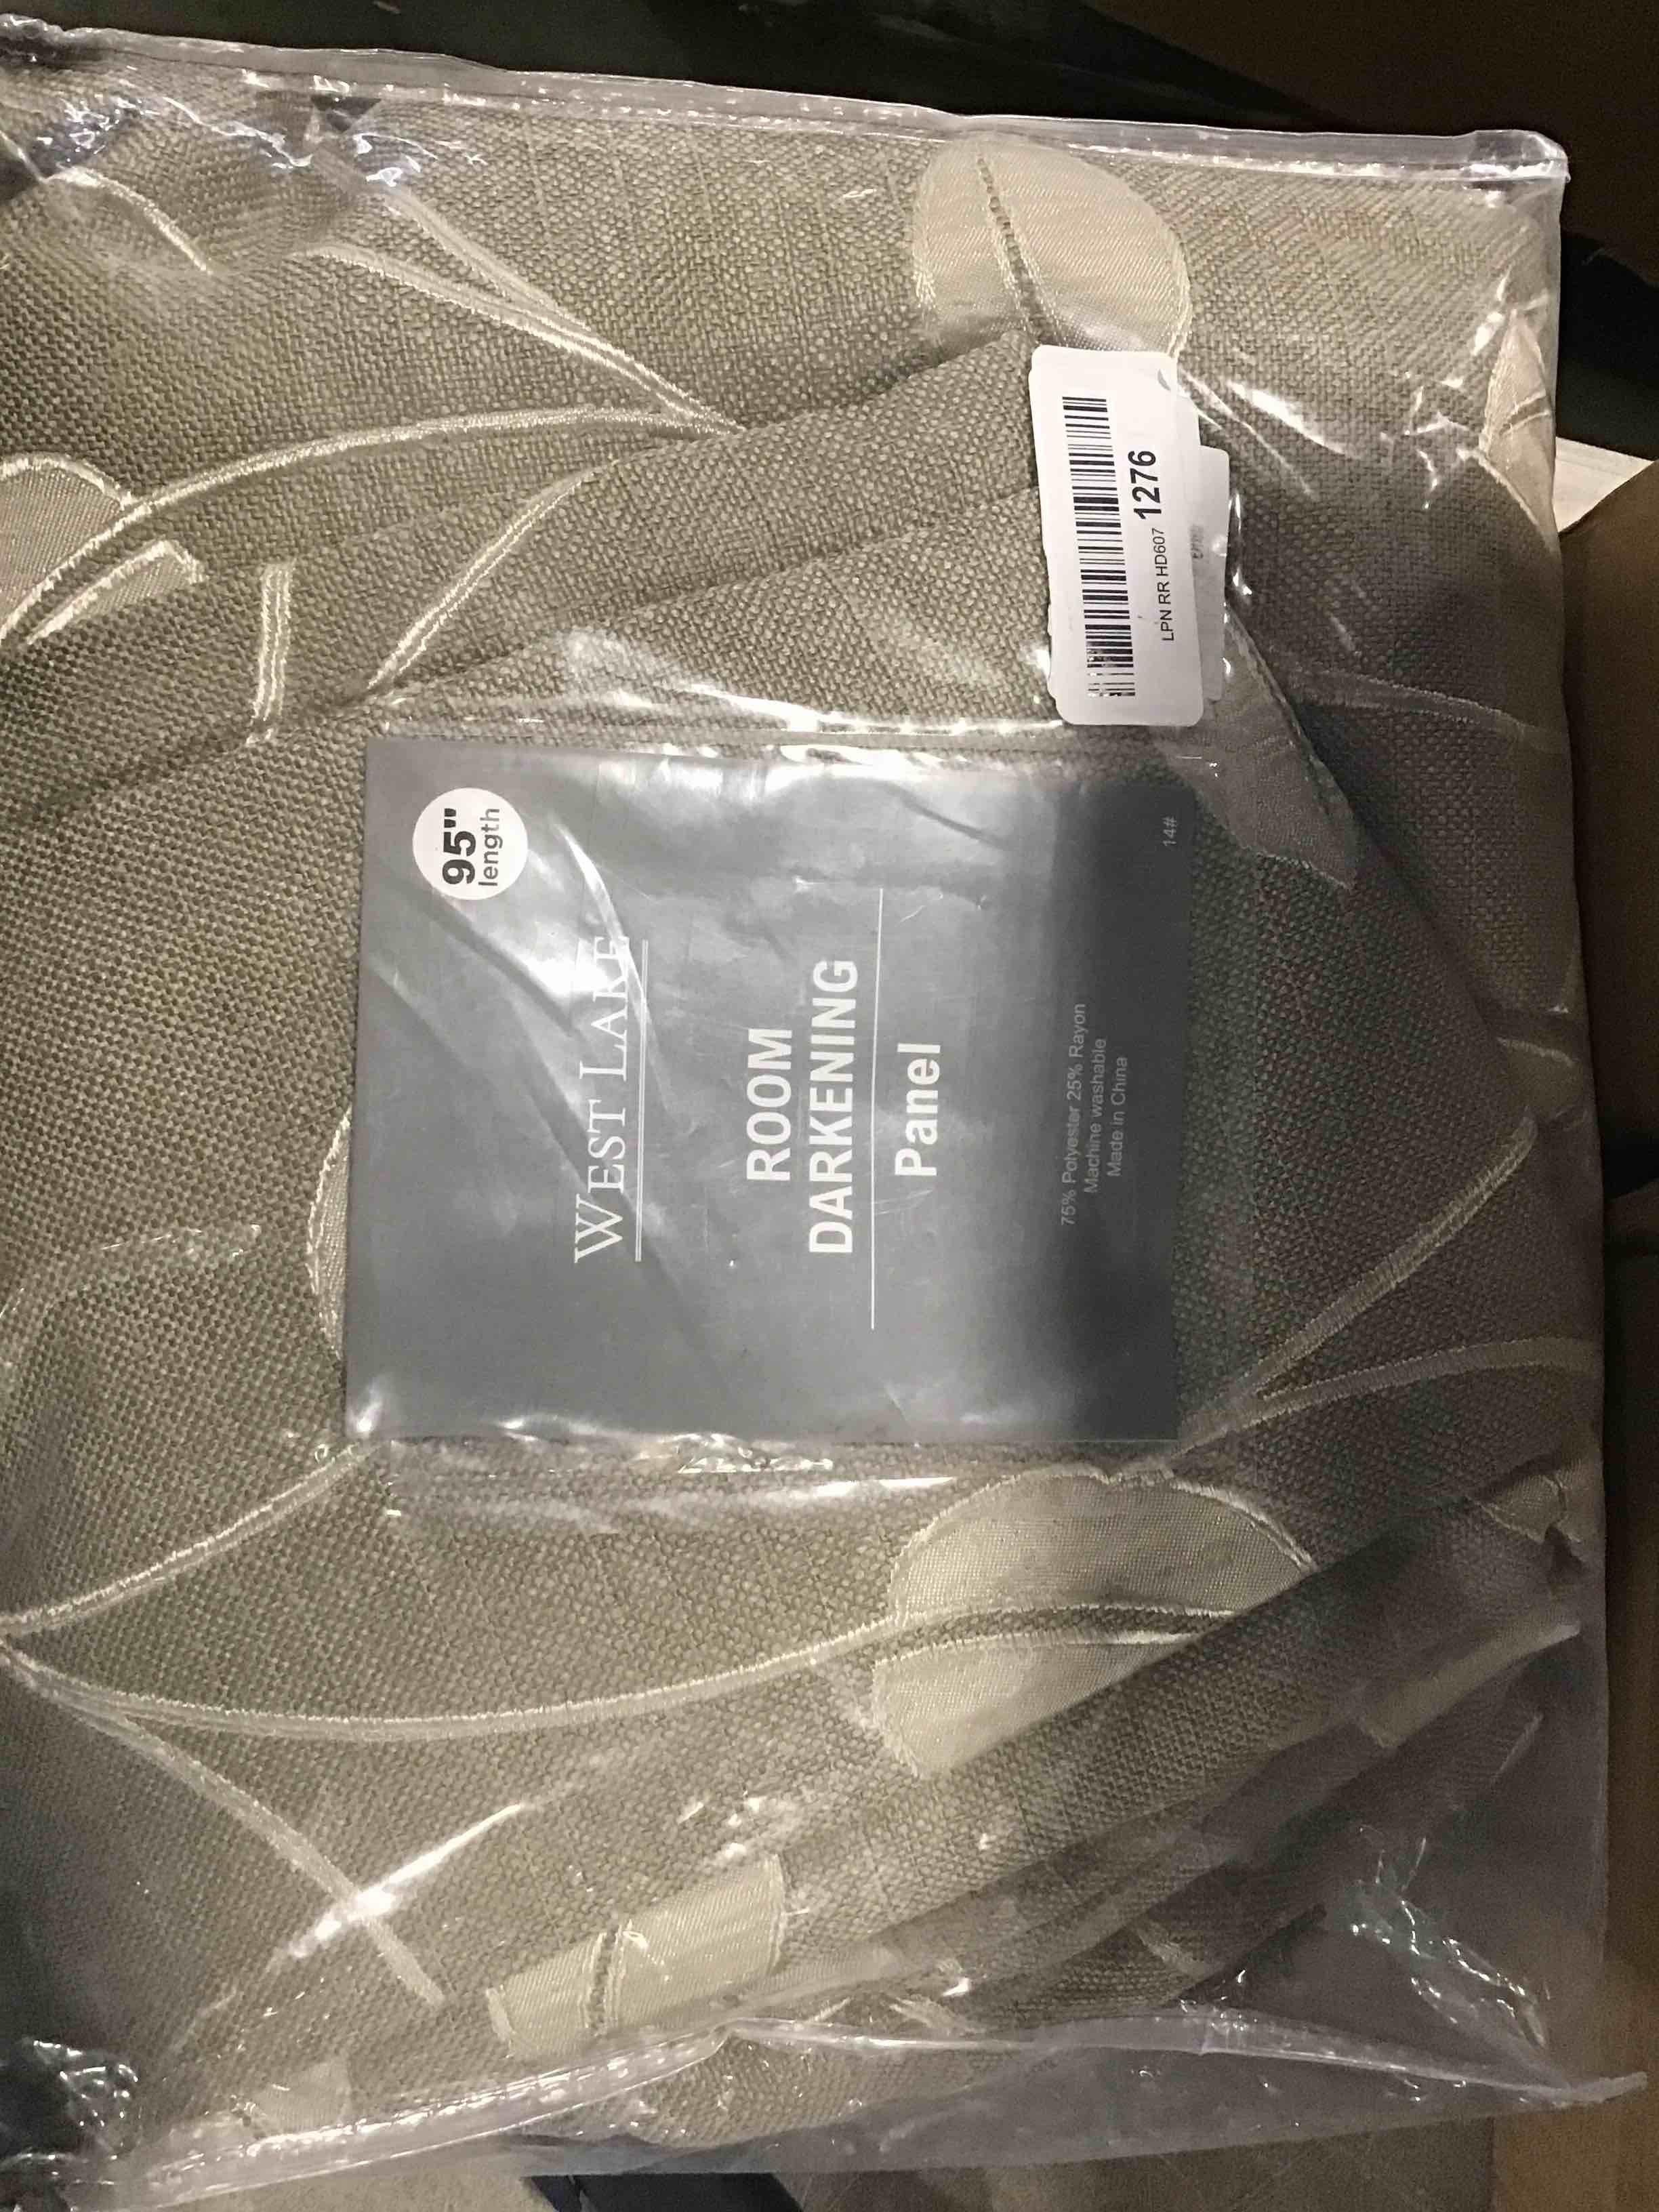 95"
length
WEST LAKE
ROOM
DARKENING
Panel
75% Polyester 25% Rayon
Machine washable
Made in China
14#
LPN RR HD607 1276